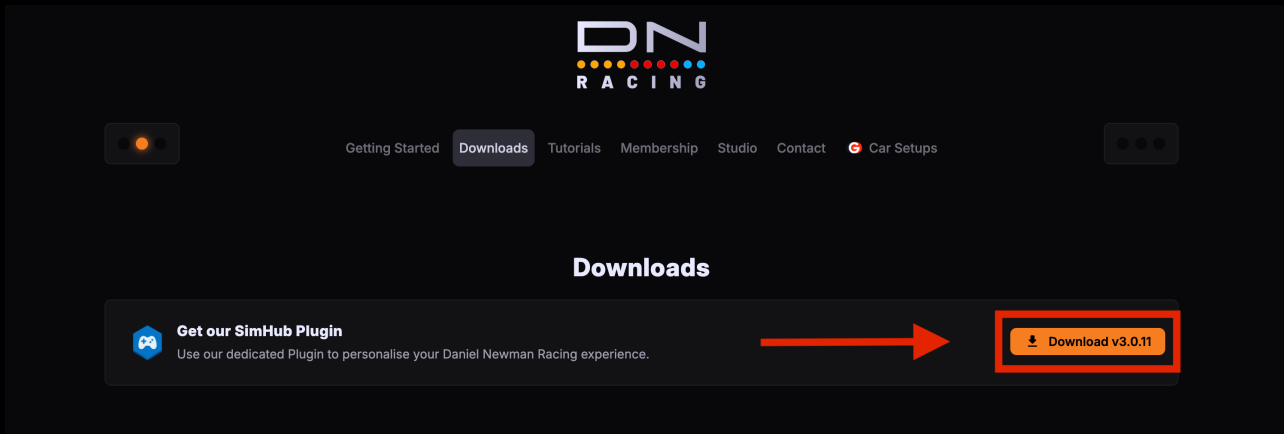 DN
RACING
Getting Started Downloads Tutorials Membership Studio Contact G Car Setups
Downloads
Get our SimHub Plugin
Use our dedicated Plugin to personalise your Daniel Newman Racing experience.
Download v3.0.11